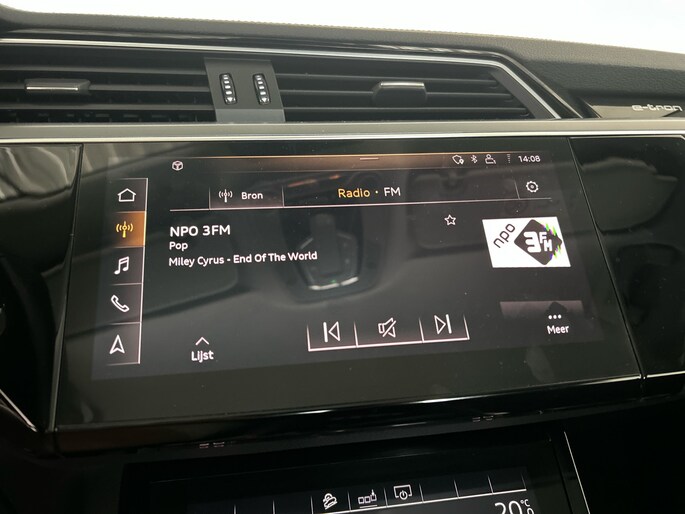 e-tron
14:08
Bron
Radio · FM
NPO 3FM
Pop
Miley Cyrus - End Of The World
npo
3FM
Lijst
Meer
20°C